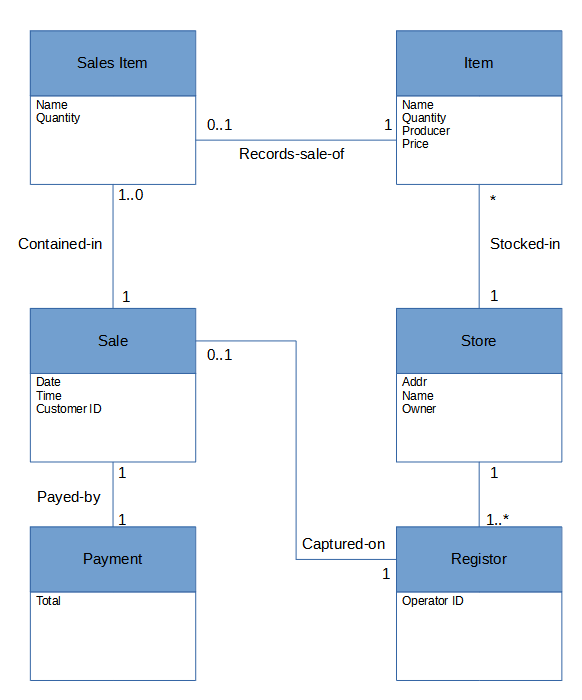 Sales Item
Name
Quantity
Item
Name
Quantity
Producer
Price
0..1
1
Records-sale-of
1..0
Contained-in
1
*
Stocked-in
1
Sale
Date
Time
Customer ID
0..1
Store
Addr
Name
Owner
1
Payed-by
1
1
1..*
Captured-on
1
Payment
Total
Registor
Operator ID